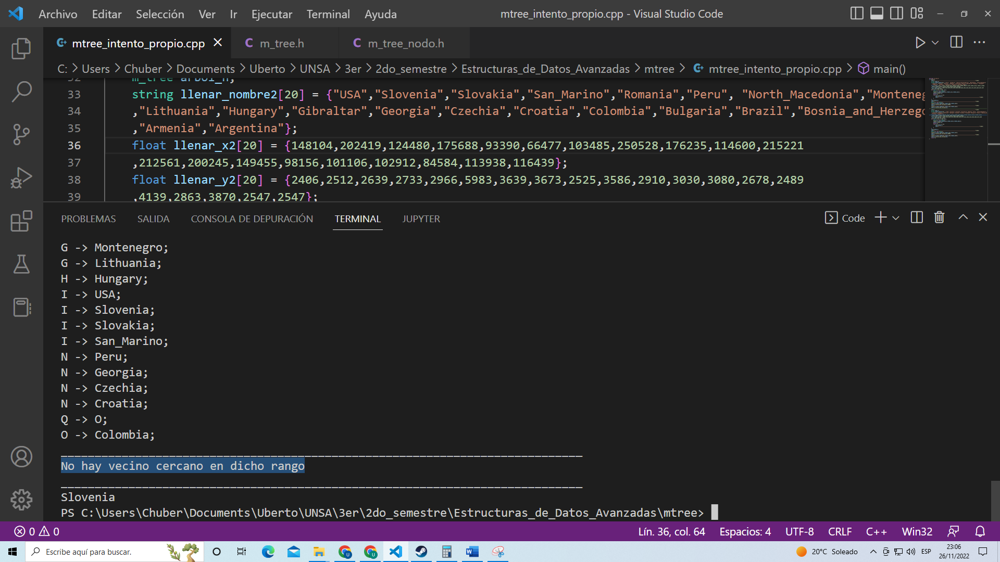 Archivo Editar Selección Ver Ir Ejecutar Terminal Ayuda mtree_intento_propio.cpp - Visual Studio Code
mtree_intento_propio.cpp m_tree.h m_tree_nodo.h
C: > Users > Chuber > Documents > Uberto > UNSA > 3er > 2do_semestre > Estructuras_de_Datos_Avanzadas > mtree > mtree_intento_propio.cpp > main()
32 m_tree arbol_n;
33 string llenar_nombre2[20] = {"USA","Slovenia","Slovakia","San_Marino","Romania","Peru", "North_Macedonia","Monteneg
34 ,"Lithuania","Hungary","Gibraltar","Georgia","Czechia","Croatia","Colombia","Bulgaria","Brazil","Bosnia_and_Herzego
35 ,"Armenia","Argentina"};
36 float llenar_x2[20] = {148104,202419,124480,175688,93390,66477,103485,250528,176235,114600,215221
37 ,212561,200245,149455,98156,101106,102912,84584,113938,116439};
38 float llenar_y2[20] = {2406,2512,2639,2733,2966,5983,3639,3673,2525,3586,2910,3030,3080,2678,2489
39 ,4139,2863,3870,2547,2547};
PROBLEMAS SALIDA CONSOLA DE DEPURACIÓN TERMINAL JUPYTER Code
G -> Montenegro;
G -> Lithuania;
H -> Hungary;
I -> USA;
I -> Slovenia;
I -> Slovakia;
I -> San_Marino;
N -> Peru;
N -> Georgia;
N -> Czechia;
N -> Croatia;
Q -> O;
O -> Colombia;
_____________________________________________________________________________
No hay vecino cercano en dicho rango
_____________________________________________________________________________
Slovenia
PS C:\Users\Chuber\Documents\Uberto\UNSA\3er\2do_semestre\Estructuras_de_Datos_Avanzadas\mtree>
0 0 Lín. 36, col. 64 Espacios: 4 UTF-8 CRLF C++ Win32
Escribe aquí para buscar. 20°C Soleado ESP 23:06
26/11/2022